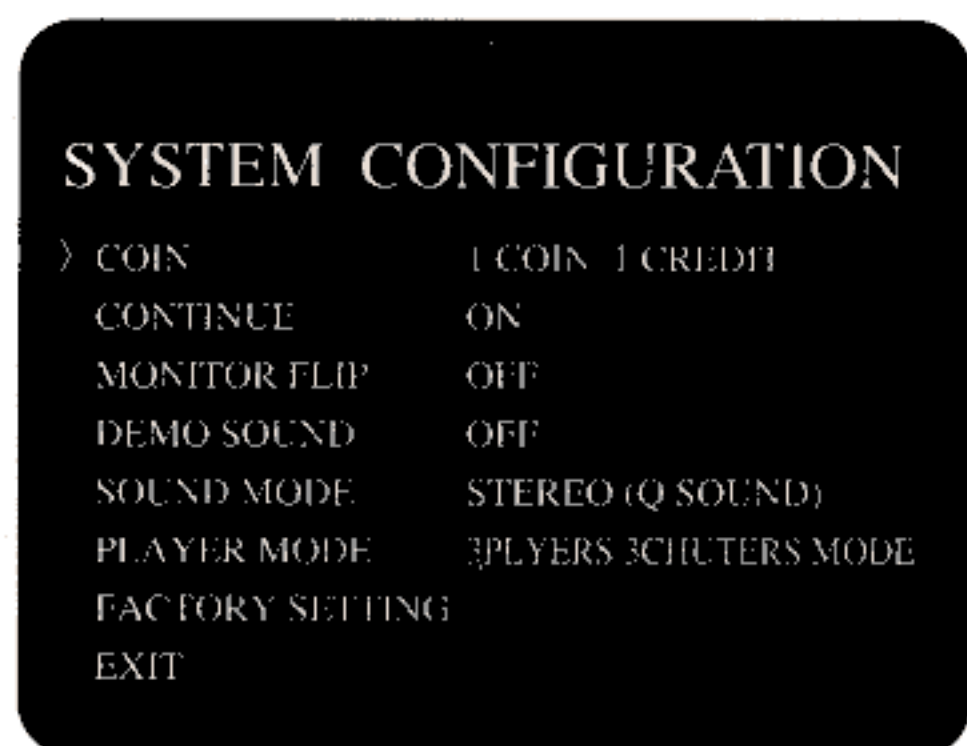 SYSTEM CONFIGURATION
〉 COIN 1 COIN 1 CREDIT
CONTINUE ON
MONITOR FLIP OFF
DEMO SOUND OFF
SOUND MODE STEREO (Q SOUND)
PLAYER MODE 3PLYERS 3CHUTERS MODE
FACTORY SETTING
EXIT